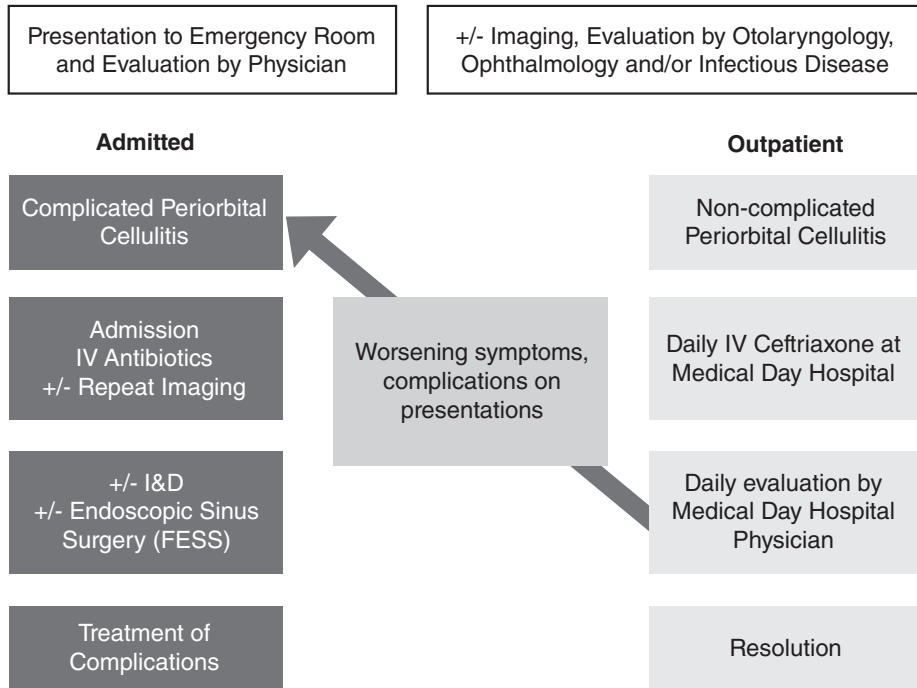 Presentation to Emergency Room
and Evaluation by Physician
+/- Imaging, Evaluation by Otolaryngology,
Ophthalmology and/or Infectious Disease
Admitted
Complicated Periorbital
Cellulitis
Admission
IV Antibiotics
+/- Repeat Imaging
+/- I&D
+/- Endoscopic Sinus
Surgery (FESS)
Treatment of
Complications
Worsening symptoms,
complications on
presentations
Outpatient
Non-complicated
Periorbital Cellulitis
Daily IV Ceftriaxone at
Medical Day Hospital
Daily evaluation by
Medical Day Hospital
Physician
Resolution